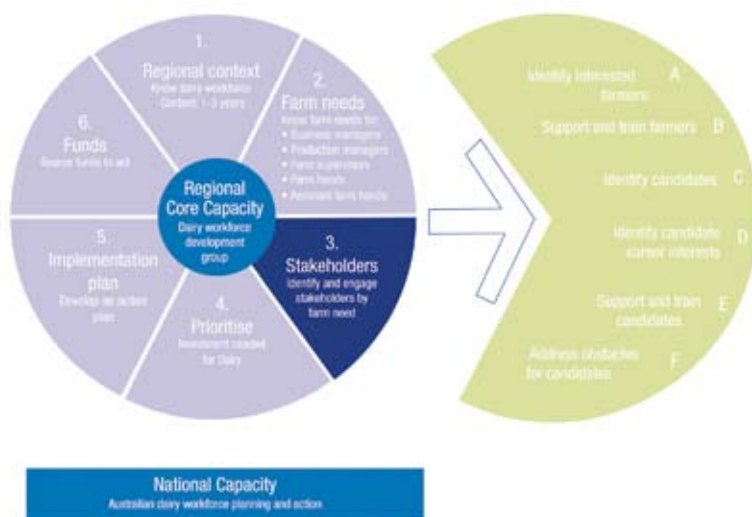 1.
Regional context
Know dairy workforce
Context: 1-3 years
2.
Farm needs
Know farm needs for:
• Business managers
• Production managers
• Farm supervisors
• Farm hands
• Assistant farm hands
6.
Funds
Source funds to act
Regional
Core Capacity
Dairy workforce
development
group
3.
Stakeholders
Identify and engage
stakeholders by
farm need
5.
Implementation
plan
Develop an action
plan
4.
Prioritise
Investment needed
for Dairy
Identify interested
farmers
A
Support and train farmers B
Identify candidates C
Identify candidate
career interests
D
Support and train
candidates
E
Address obstacles
for candidates
F
National Capacity
Australian dairy workforce planning and action